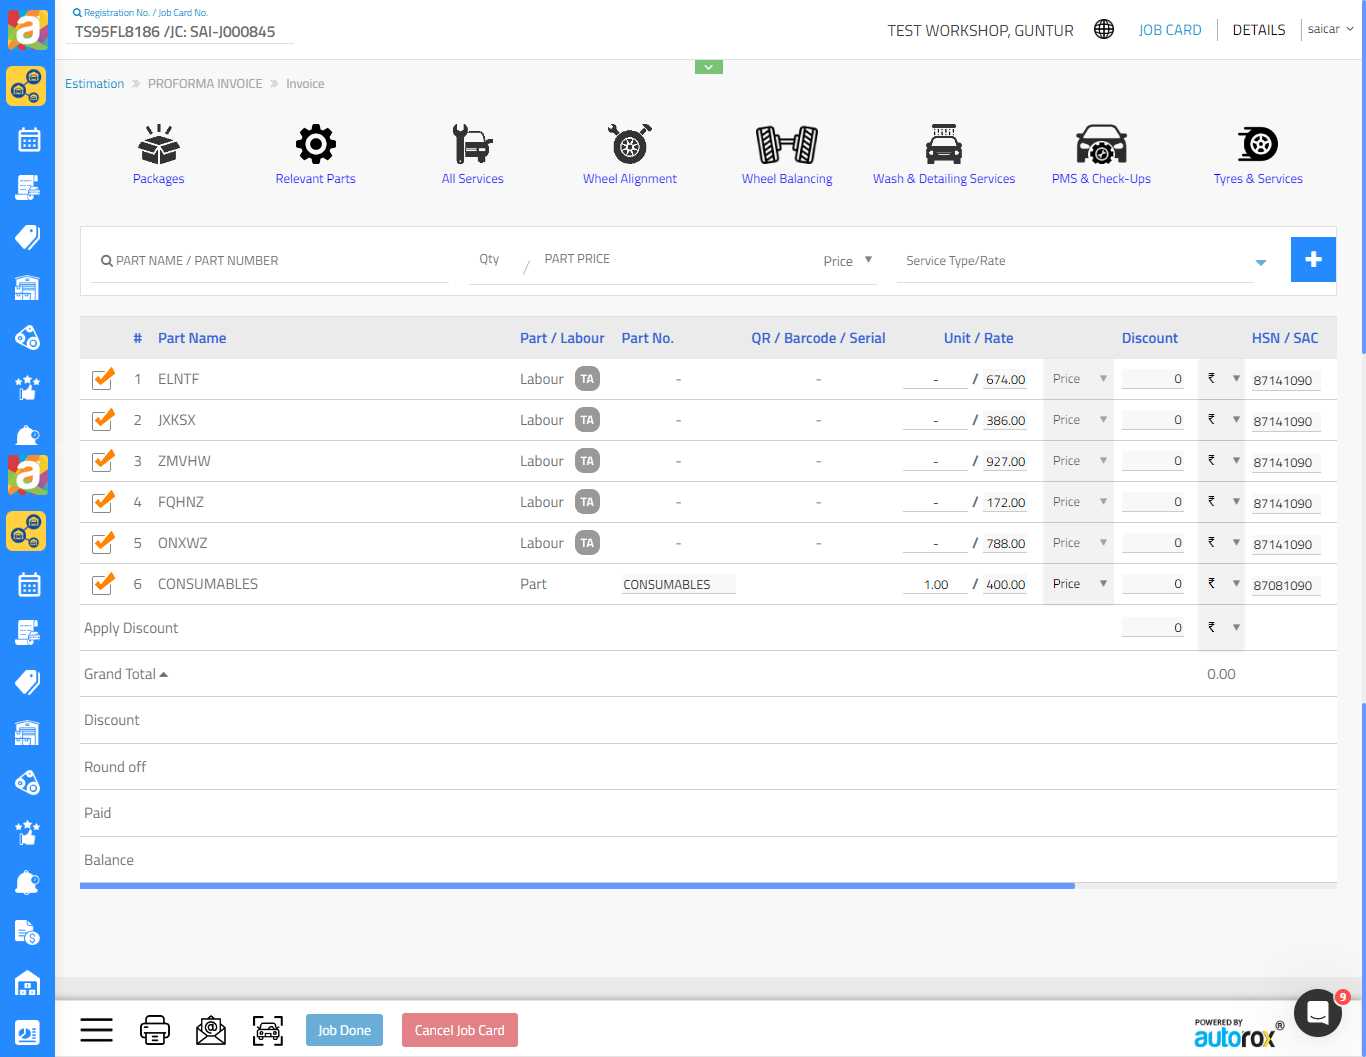 Registration No. / Job Card No.
TS95FL8186 /JC: SAI-J000845
TEST WORKSHOP, GUNTUR
JOB CARD
DETAILS
saicar
Estimation » PROFORMA INVOICE » Invoice
Packages
Relevant Parts
All Services
Wheel Alignment
Wheel Balancing
Wash & Detailing Services
PMS & Check-Ups
Tyres & Services
PART NAME / PART NUMBER
Qty / PART PRICE
Price
Service Type/Rate
# Part Name Part / Labour Part No. QR / Barcode / Serial Unit / Rate Discount HSN / SAC
1 ELNTF Labour TA - - - / 674.00 Price 0 ₹ 87141090
2 JXKSX Labour TA - - - / 386.00 Price 0 ₹ 87141090
3 ZMVHW Labour TA - - - / 927.00 Price 0 ₹ 87141090
4 FQHNZ Labour TA - - - / 172.00 Price 0 ₹ 87141090
5 ONXWZ Labour TA - - - / 788.00 Price 0 ₹ 87141090
6 CONSUMABLES Part CONSUMABLES 1.00 / 400.00 Price 0 ₹ 87081090
Apply Discount 0 ₹
Grand Total 0.00
Discount
Round off
Paid
Balance
Job Done
Cancel Job Card
POWERED BY
autorox®
9